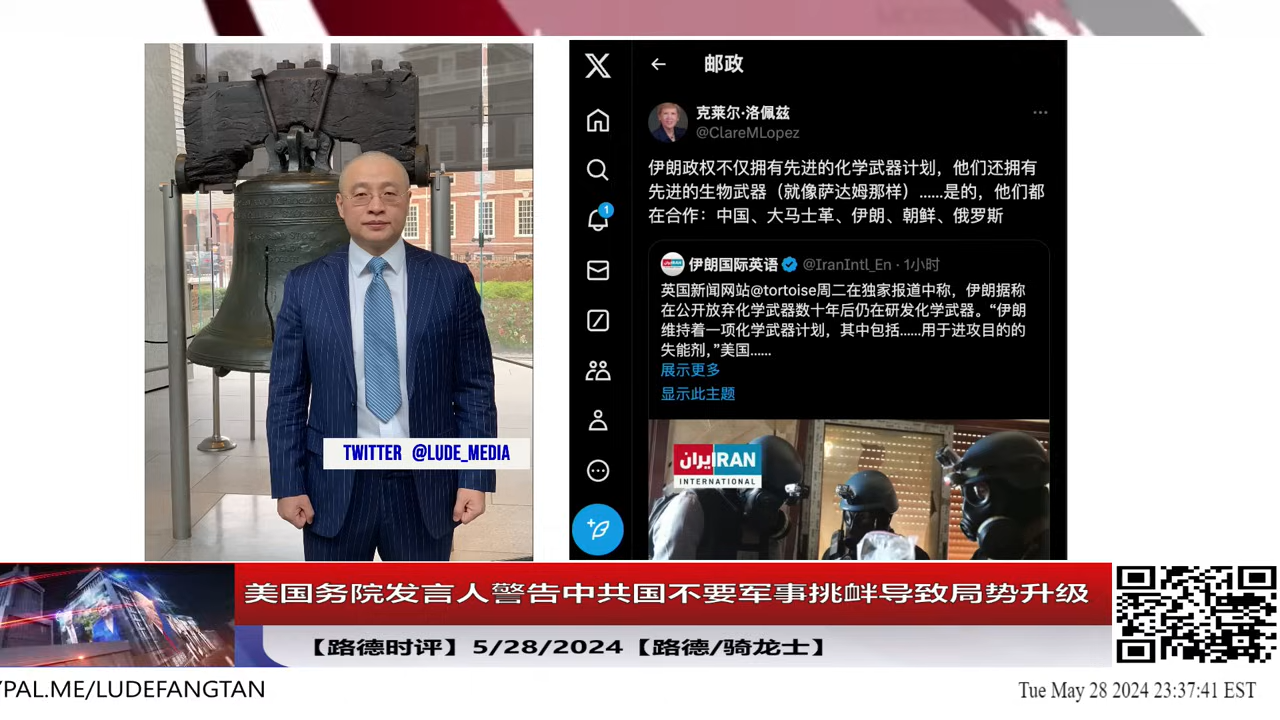 邮政
克莱尔·洛佩兹
@ClareMLopez
伊朗政权不仅拥有先进的化学武器计划，他们还拥有
先进的生物武器（就像萨达姆那样）......是的，他们都
在合作：中国、大马士革、伊朗、朝鲜、俄罗斯
1
伊朗国际英语 @IranIntl_En · 1小时
英国新闻网站@tortoise周二在独家报道中称，伊朗据称
在公开放弃化学武器数十年后仍在研发化学武器。“伊朗
维持着一项化学武器计划，其中包括......用于进攻目的的
失能剂，”美国......
展示更多
显示此主题
ایران IRAN
INTERNATIONAL
TWITTER @LUDE_MEDIA
美国务院发言人警告中共国不要军事挑衅导致局势升级
【路德时评】5/28/2024【路德/骑龙士】
YPAL.ME/LUDEFANGTAN
Tue May 28 2024 23:37:41 EST